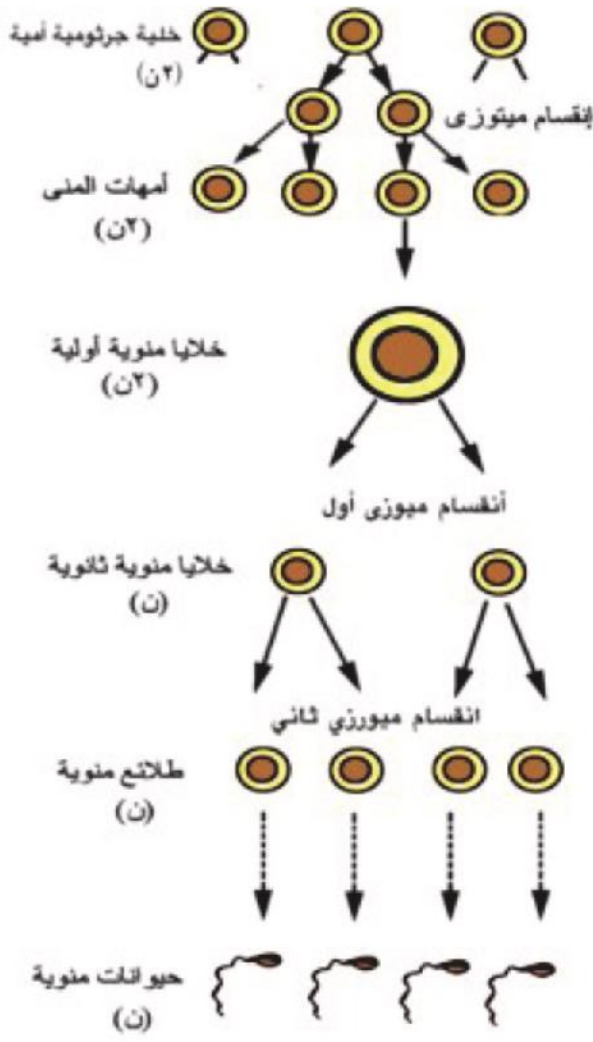 خلية جرثومية أمية
(٢ن)
إنقسام ميتوزى
أمهات المنى
(٢ن)
خلايا منوية أولية
(٢ن)
أنقسام ميوزى أول
خلايا منوية ثانوية
(ن)
انقسام ميورزي ثاني
طلائع منوية
(ن)
حيوانات منوية
(ن)